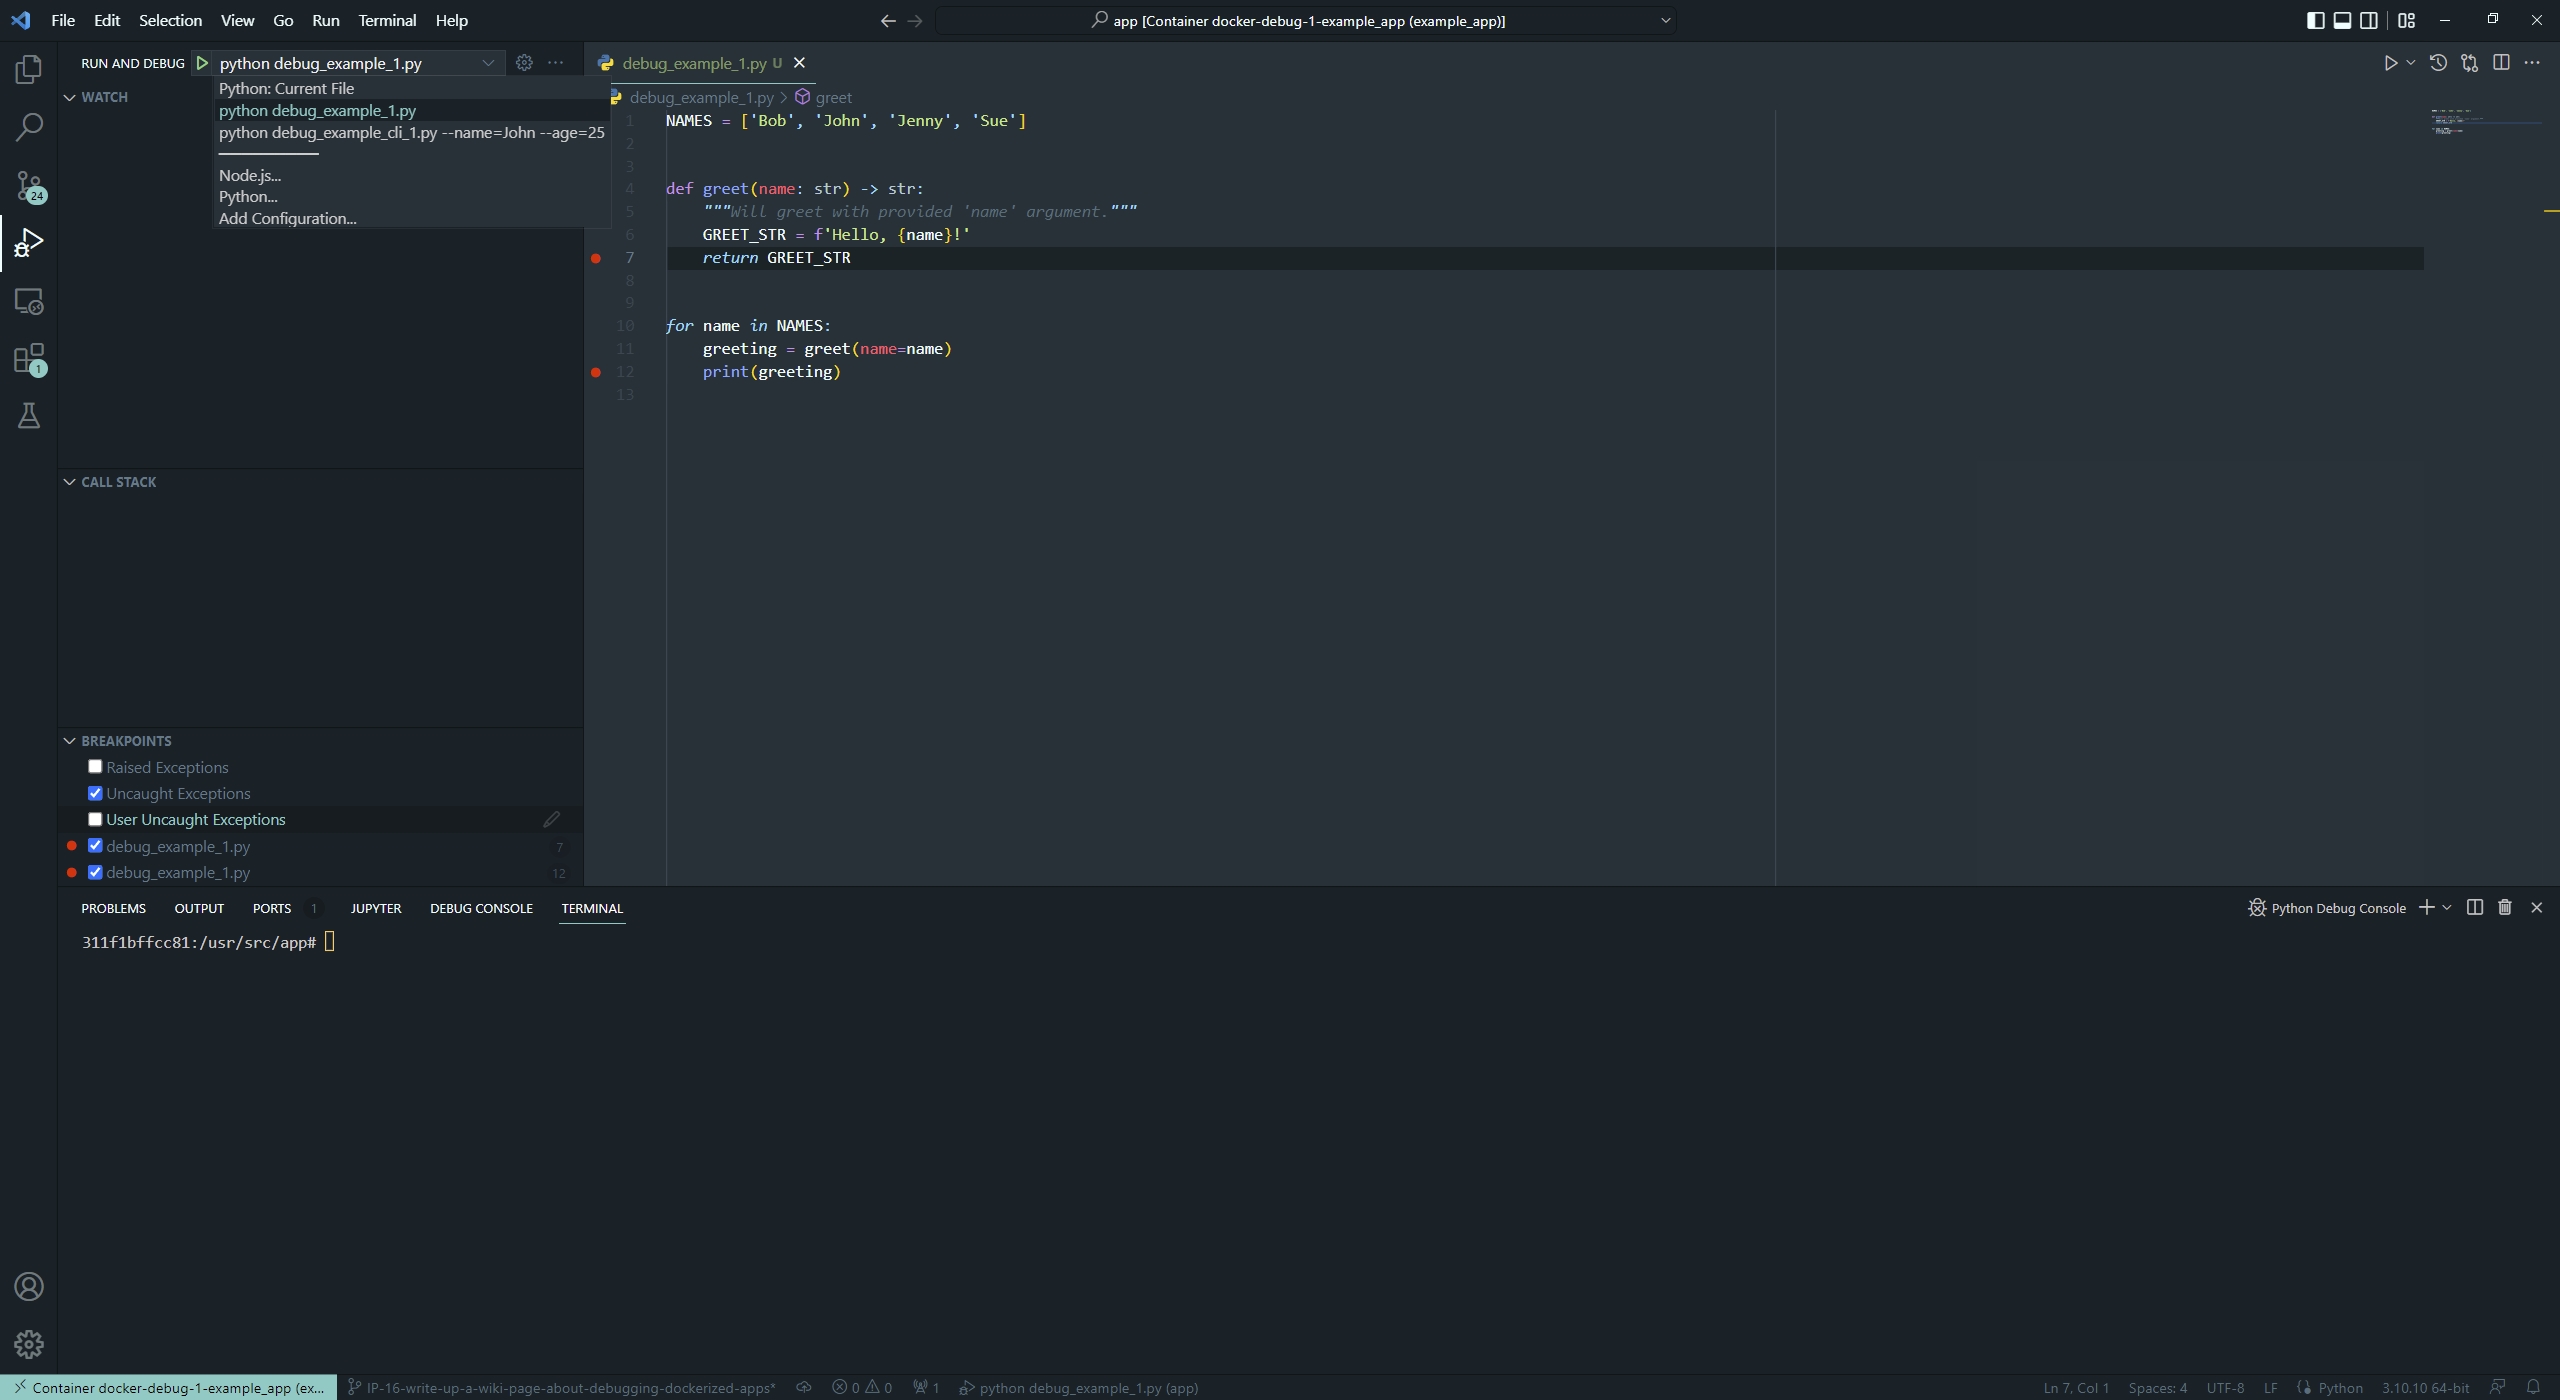 File Edit Selection View Go Run Terminal Help
app [Container docker-debug-1-example_app (example_app)]
RUN AND DEBUG python debug_example_1.py
WATCH
Python: Current File
python debug_example_1.py
python debug_example_cli_1.py --name=John --age=25
Node.js...
Python...
Add Configuration...
24
1
CALL STACK
BREAKPOINTS
Raised Exceptions
Uncaught Exceptions
User Uncaught Exceptions
debug_example_1.py 7
debug_example_1.py 12
debug_example_1.py U
debug_example_1.py > greet
1 NAMES = ['Bob', 'John', 'Jenny', 'Sue']
2
3
4 def greet(name: str) -> str:
5 """Will greet with provided 'name' argument."""
6 GREET_STR = f'Hello, {name}!'
7 return GREET_STR
8
9
10 for name in NAMES:
11 greeting = greet(name=name)
12 print(greeting)
13
PROBLEMS OUTPUT PORTS 1 JUPYTER DEBUG CONSOLE TERMINAL
Python Debug Console
311f1bffcc81:/usr/src/app#
Container docker-debug-1-example_app (ex... IP-16-write-up-a-wiki-page-about-debugging-dockerized-apps* 0 0 1 python debug_example_1.py (app) Ln 7, Col 1 Spaces: 4 UTF-8 LF Python 3.10.10 64-bit